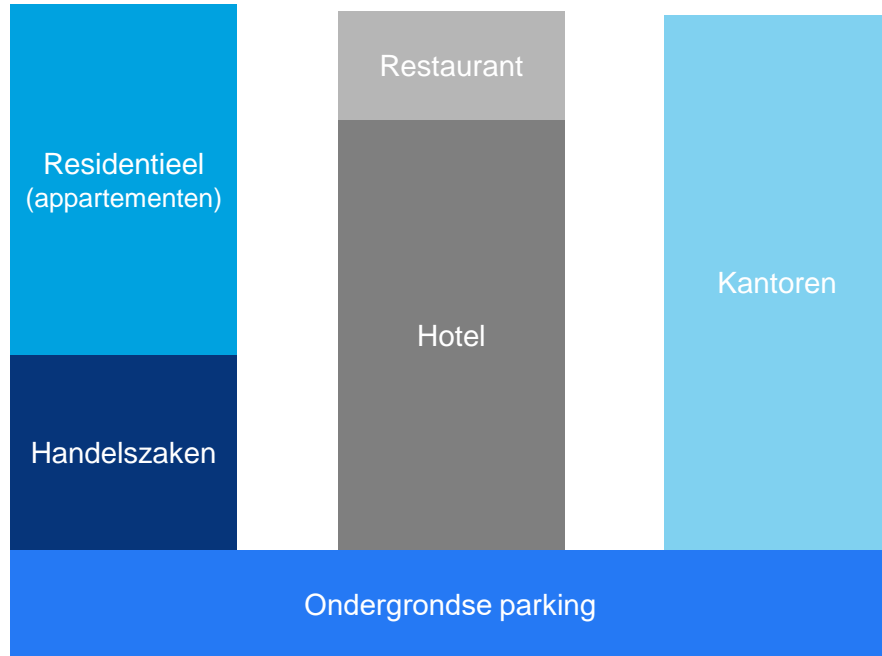 Restaurant
Residentieel
(appartementen)
Kantoren
Hotel
Handelszaken
Ondergrondse parking